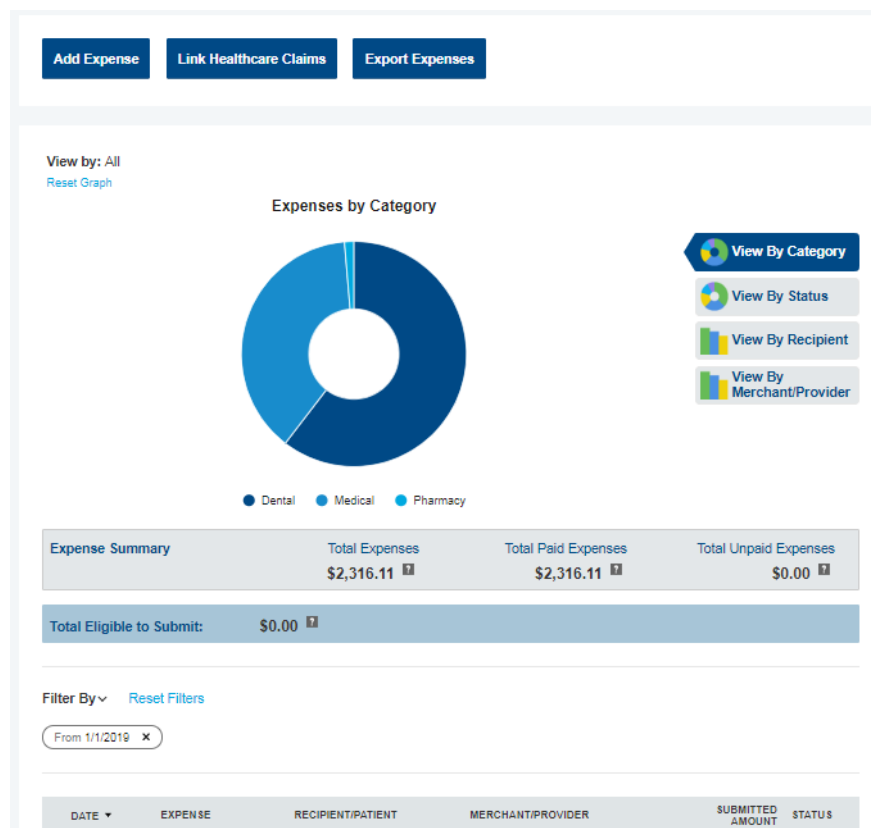 Add Expense
Link Healthcare Claims
Export Expenses
View by: All
Reset Graph
Expenses by Category
View By Category
View By Status
View By Recipient
View By
Merchant/Provider
Dental
Medical
Pharmacy
Expense Summary
Total Expenses
Total Paid Expenses
Total Unpaid Expenses
$2,316.11 ?
$2,316.11 ?
$0.00 ?
Total Eligible to Submit:
$0.00 ?
Filter By
Reset Filters
From 1/1/2019 ×
DATE
EXPENSE
RECIPIENT/PATIENT
MERCHANT/PROVIDER
SUBMITTED
AMOUNT
STATUS